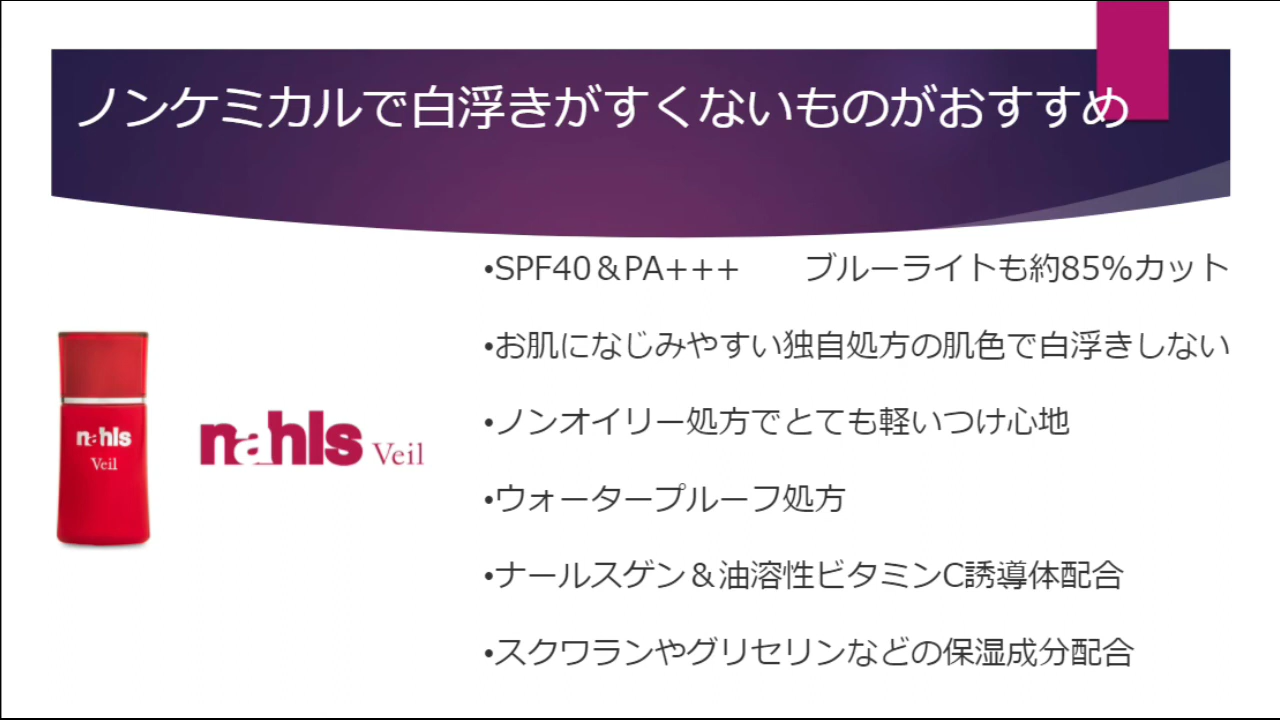 ノンケミカルで白浮きがすくないものがおすすめ
•SPF40＆PA+++　　ブルーライトも約85%カット
•お肌になじみやすい独自処方の肌色で白浮きしない
•ノンオイリー処方でとても軽いつけ心地
•ウォータープルーフ処方
•ナールスゲン＆油溶性ビタミンC誘導体配合
•スクワランやグリセリンなどの保湿成分配合
nahls
Veil
nahls Veil